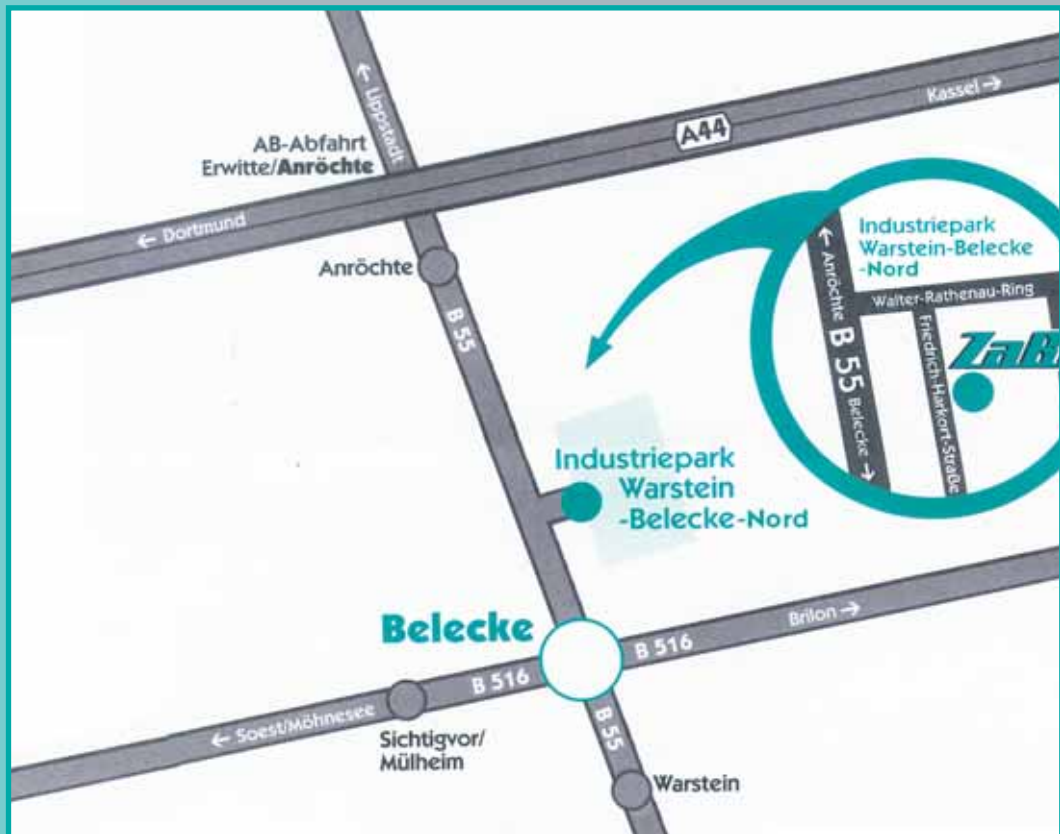 ← Lippstadt
AB-Abfahrt
Erwitte/Anröchte
A44
Kassel →
← Dortmund
Anröchte
B 55
Industriepark
Warstein-Belecke
-Nord
Walter-Rathenau-Ring
← Anröchte B 55 Belecke →
Friedrich-Harkort-Straße
Industriepark
Warstein
-Belecke-Nord
Belecke
Brilon →
B 516
B 516
← Soest/Möhnesee
Sichtigvor/
Mülheim
B 55
Warstein